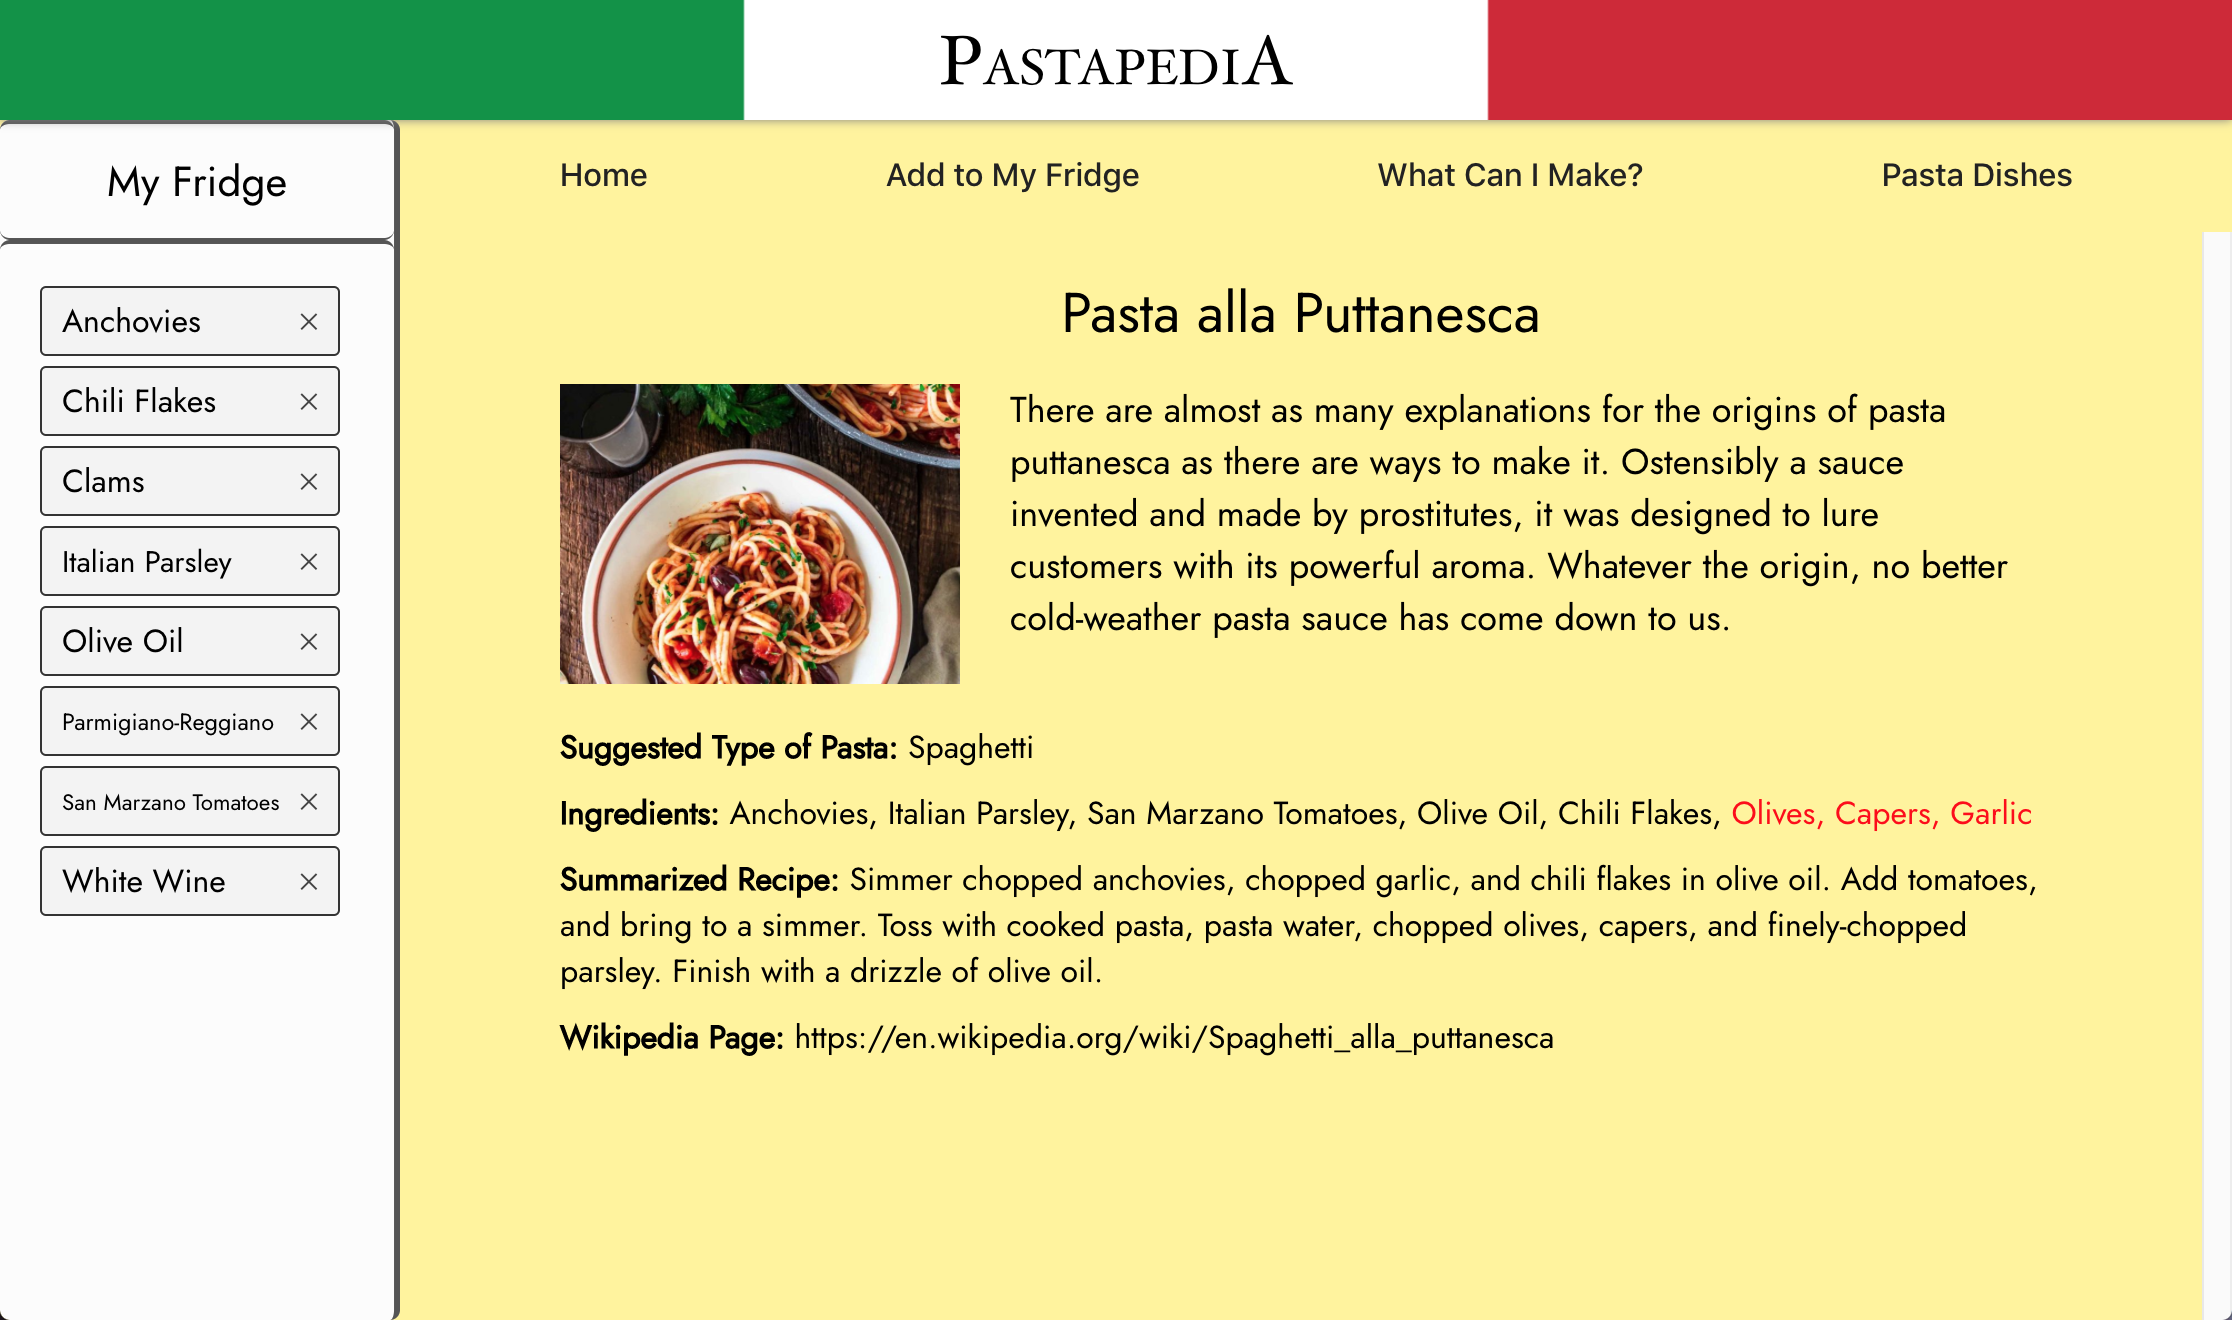 PASTAPEDIA
My Fridge
Home
Add to My Fridge
What Can I Make?
Pasta Dishes
Anchovies
Chili Flakes
Clams
Italian Parsley
Olive Oil
Parmigiano-Reggiano
San Marzano Tomatoes
White Wine
Pasta alla Puttanesca
There are almost as many explanations for the origins of pasta
puttanesca as there are ways to make it. Ostensibly a sauce
invented and made by prostitutes, it was designed to lure
customers with its powerful aroma. Whatever the origin, no better
cold-weather pasta sauce has come down to us.
Suggested Type of Pasta: Spaghetti
Ingredients: Anchovies, Italian Parsley, San Marzano Tomatoes, Olive Oil, Chili Flakes, Olives, Capers, Garlic
Summarized Recipe: Simmer chopped anchovies, chopped garlic, and chili flakes in olive oil. Add tomatoes,
and bring to a simmer. Toss with cooked pasta, pasta water, chopped olives, capers, and finely-chopped
parsley. Finish with a drizzle of olive oil.
Wikipedia Page: https://en.wikipedia.org/wiki/Spaghetti_alla_puttanesca